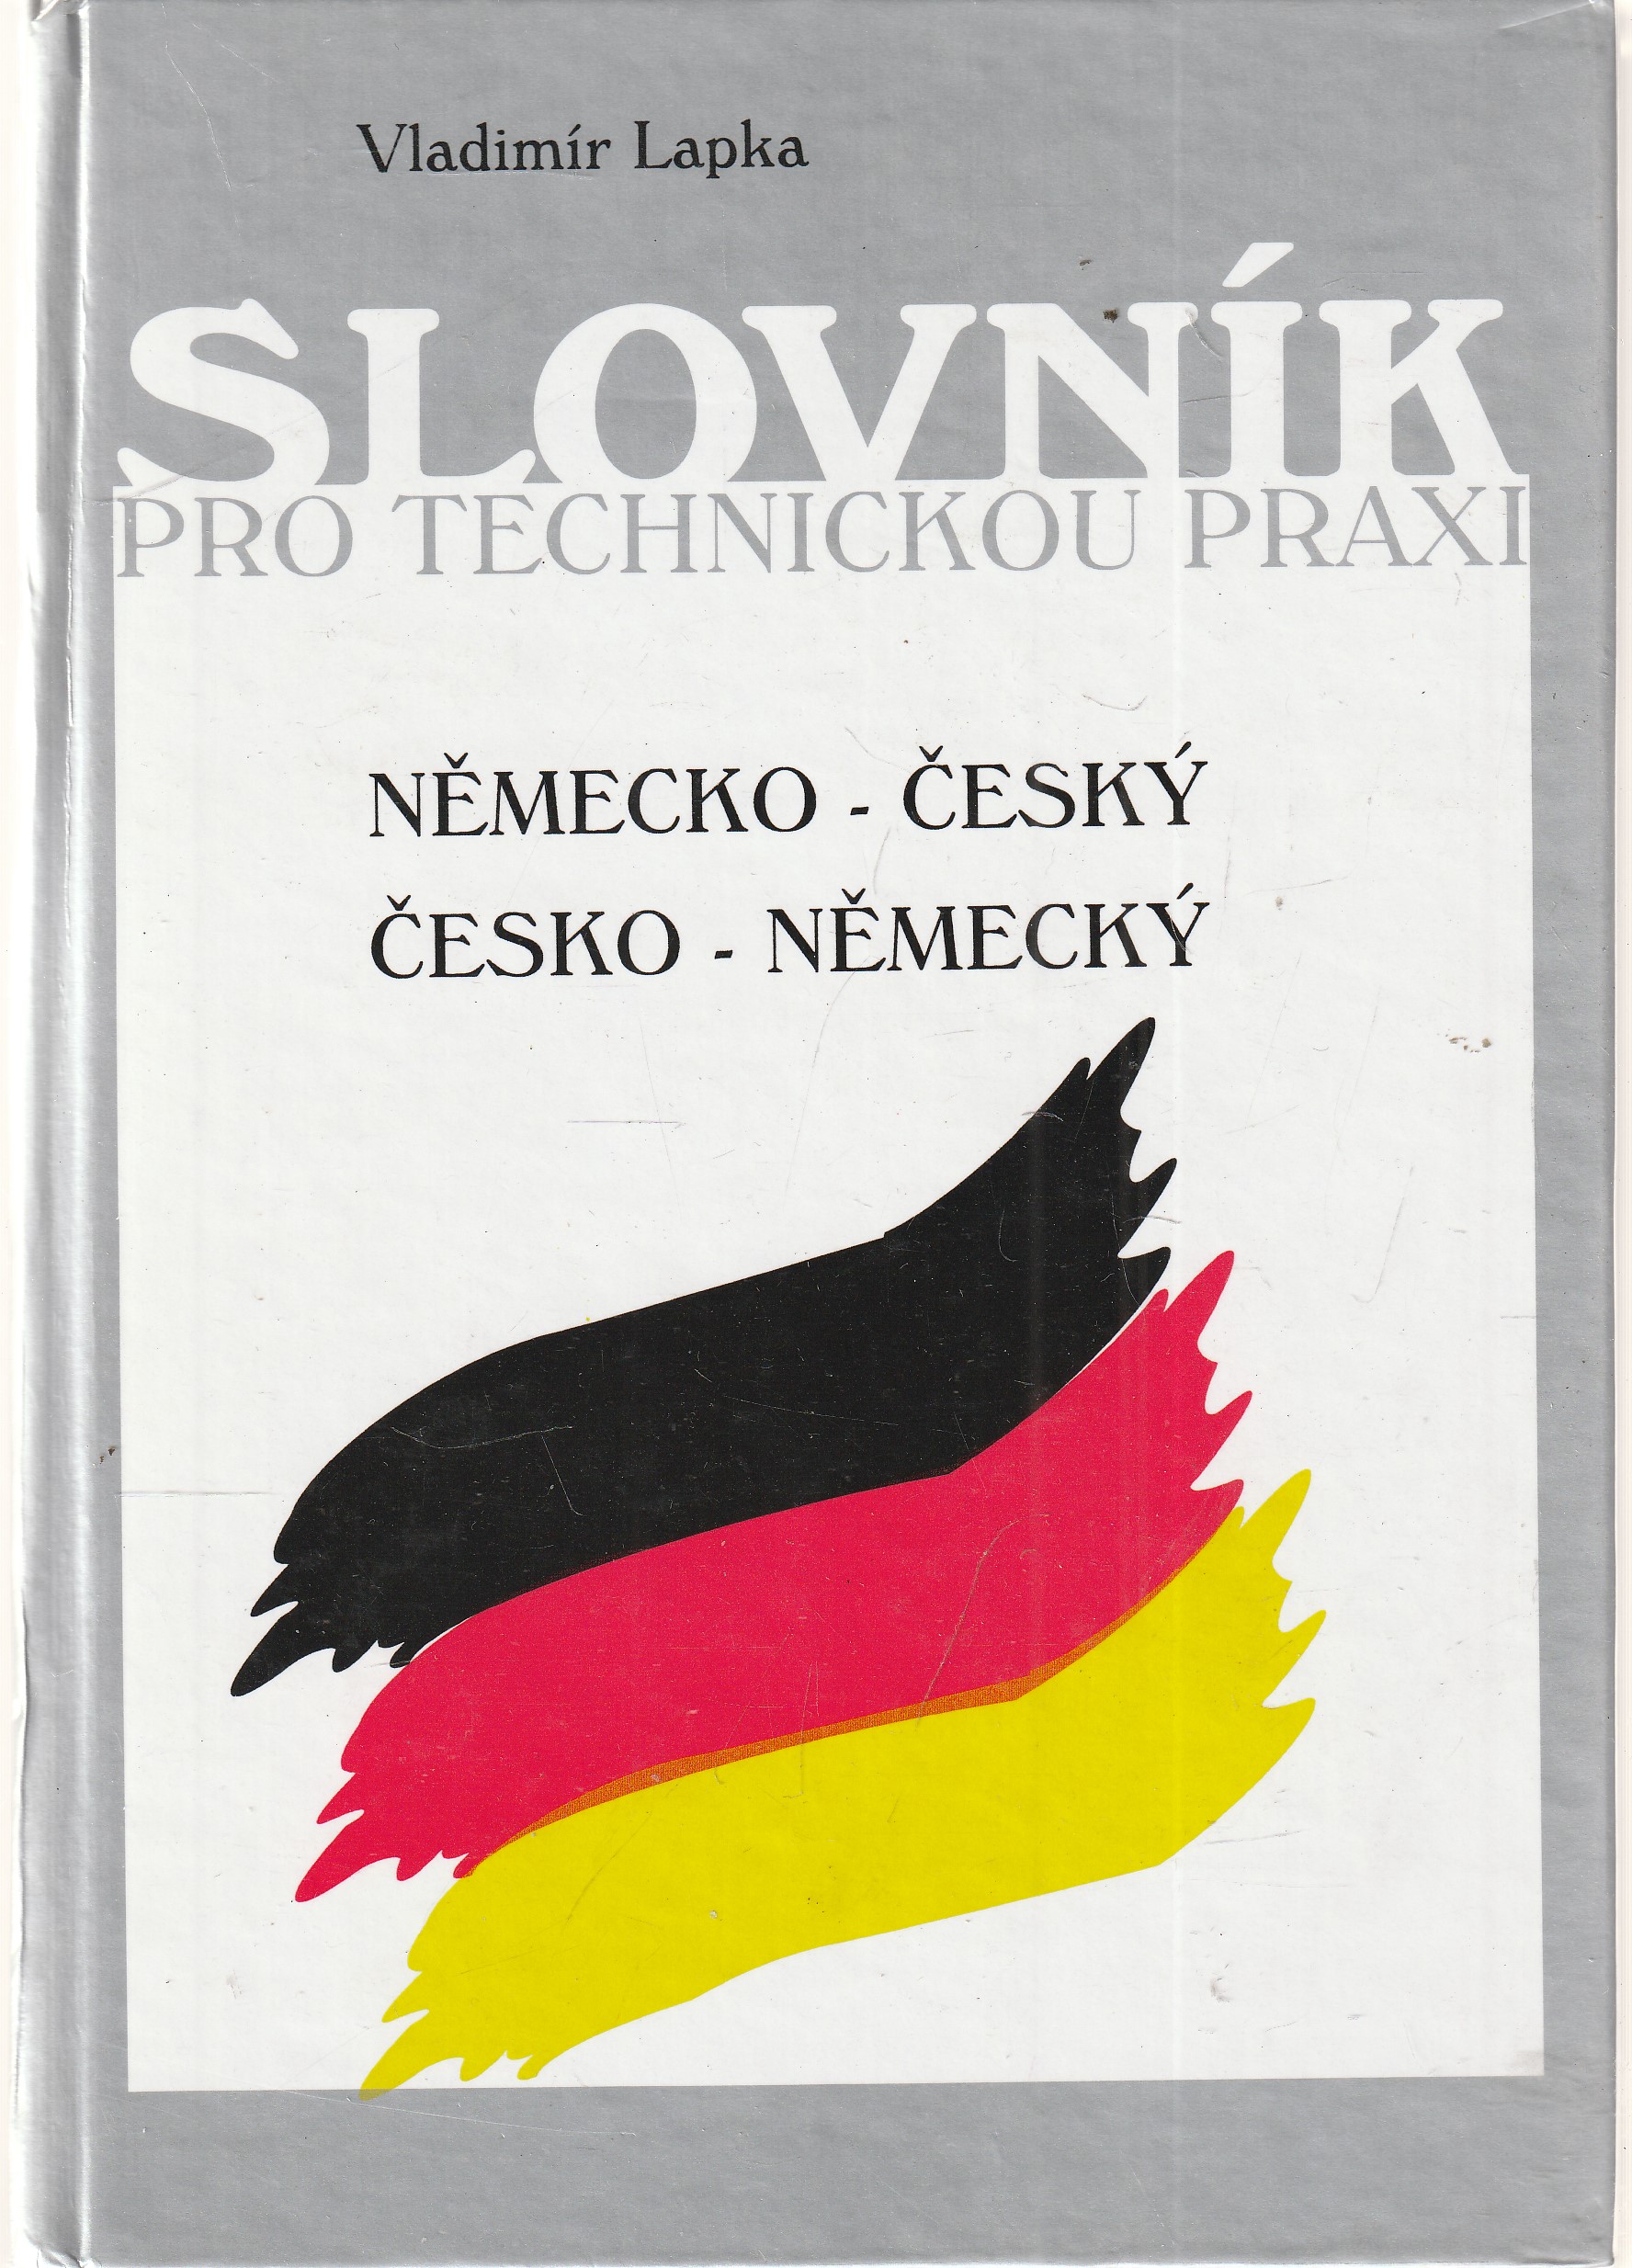 Vladimír Lapka
SLOVNÍK
PRO TECHNICKOU PRAXI
NĚMECKO - ČESKÝ
ČESKO - NĚMECKÝ